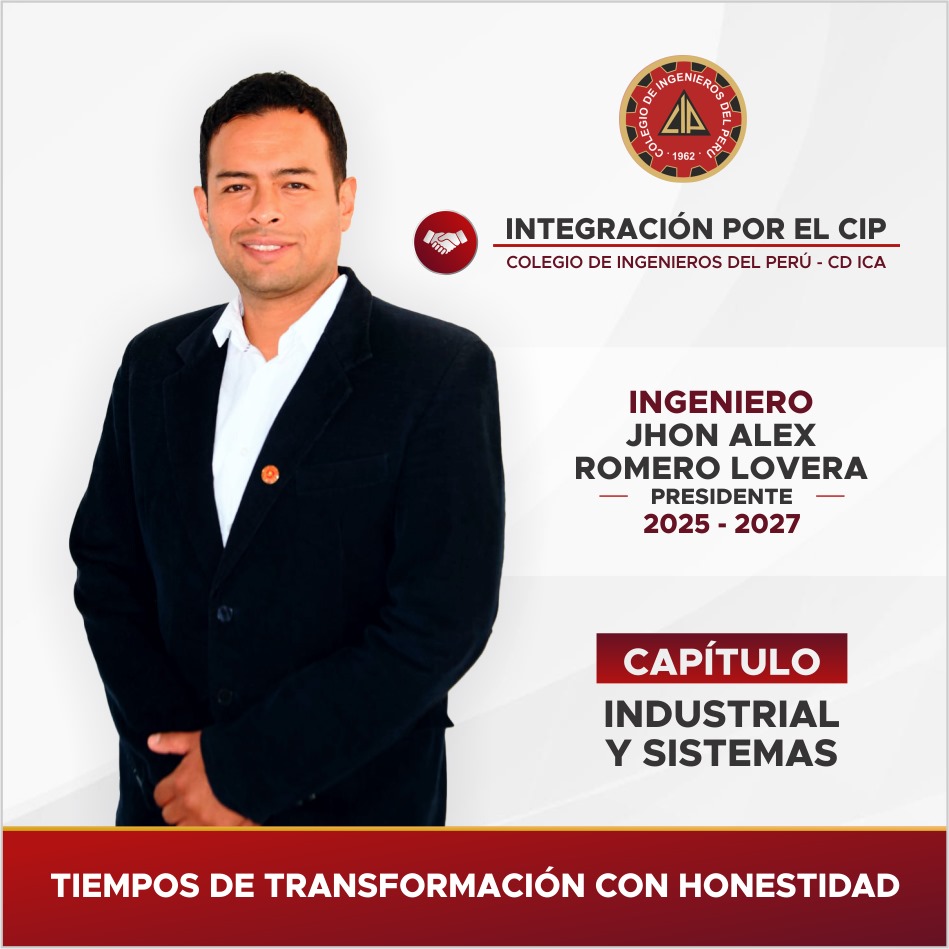 COLEGIO DE INGENIEROS DEL PERÚ
CIP
· 1962 ·
INTEGRACIÓN POR EL CIP
COLEGIO DE INGENIEROS DEL PERÚ - CD ICA
INGENIERO
JHON ALEX
ROMERO LOVERA
PRESIDENTE
2025 - 2027
CAPÍTULO
INDUSTRIAL
Y SISTEMAS
TIEMPOS DE TRANSFORMACIÓN CON HONESTIDAD